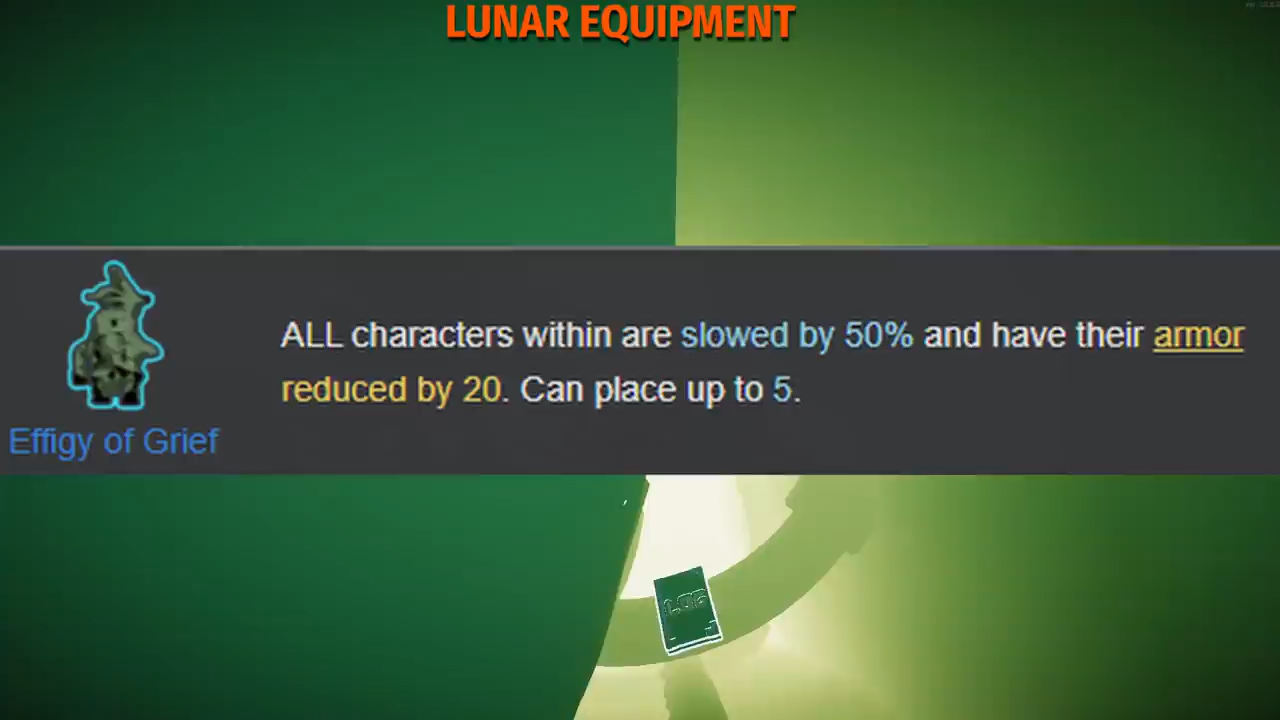 LUNAR EQUIPMENT
ALL characters within are slowed by 50% and have their armor
reduced by 20. Can place up to 5.
Effigy of Grief
LOG